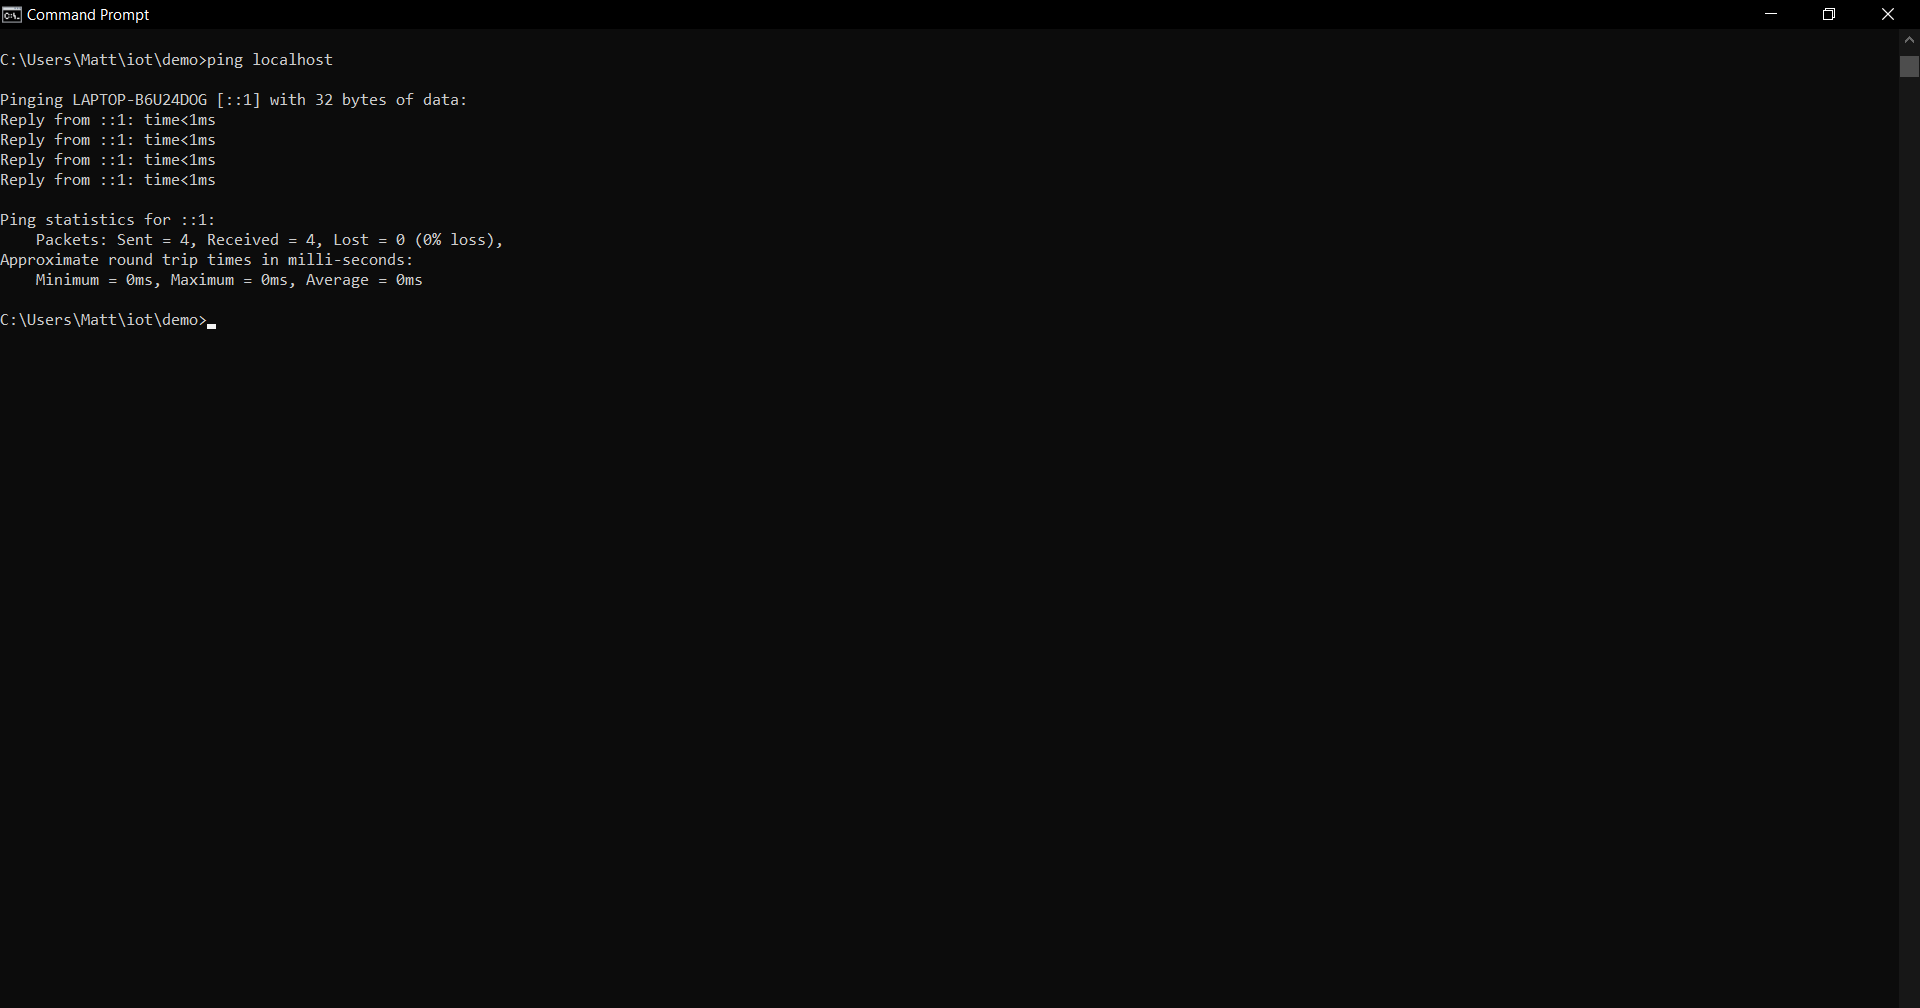 Command Prompt
C:\Users\Matt\iot\demo>ping localhost
Pinging LAPTOP-B6U24DOG [::1] with 32 bytes of data:
Reply from ::1: time<1ms
Reply from ::1: time<1ms
Reply from ::1: time<1ms
Reply from ::1: time<1ms
Ping statistics for ::1:
    Packets: Sent = 4, Received = 4, Lost = 0 (0% loss),
Approximate round trip times in milli-seconds:
    Minimum = 0ms, Maximum = 0ms, Average = 0ms
C:\Users\Matt\iot\demo>